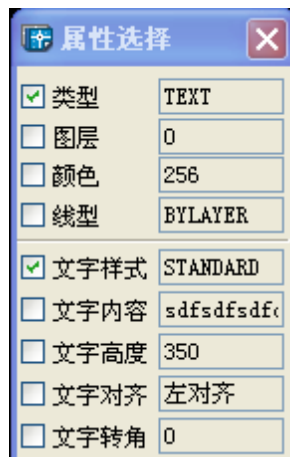 属性选择
类型 TEXT
图层 0
颜色 256
线型 BYLAYER
文字样式 STANDARD
文字内容 sdfsdfsdf
文字高度 350
文字对齐 左对齐
文字转角 0